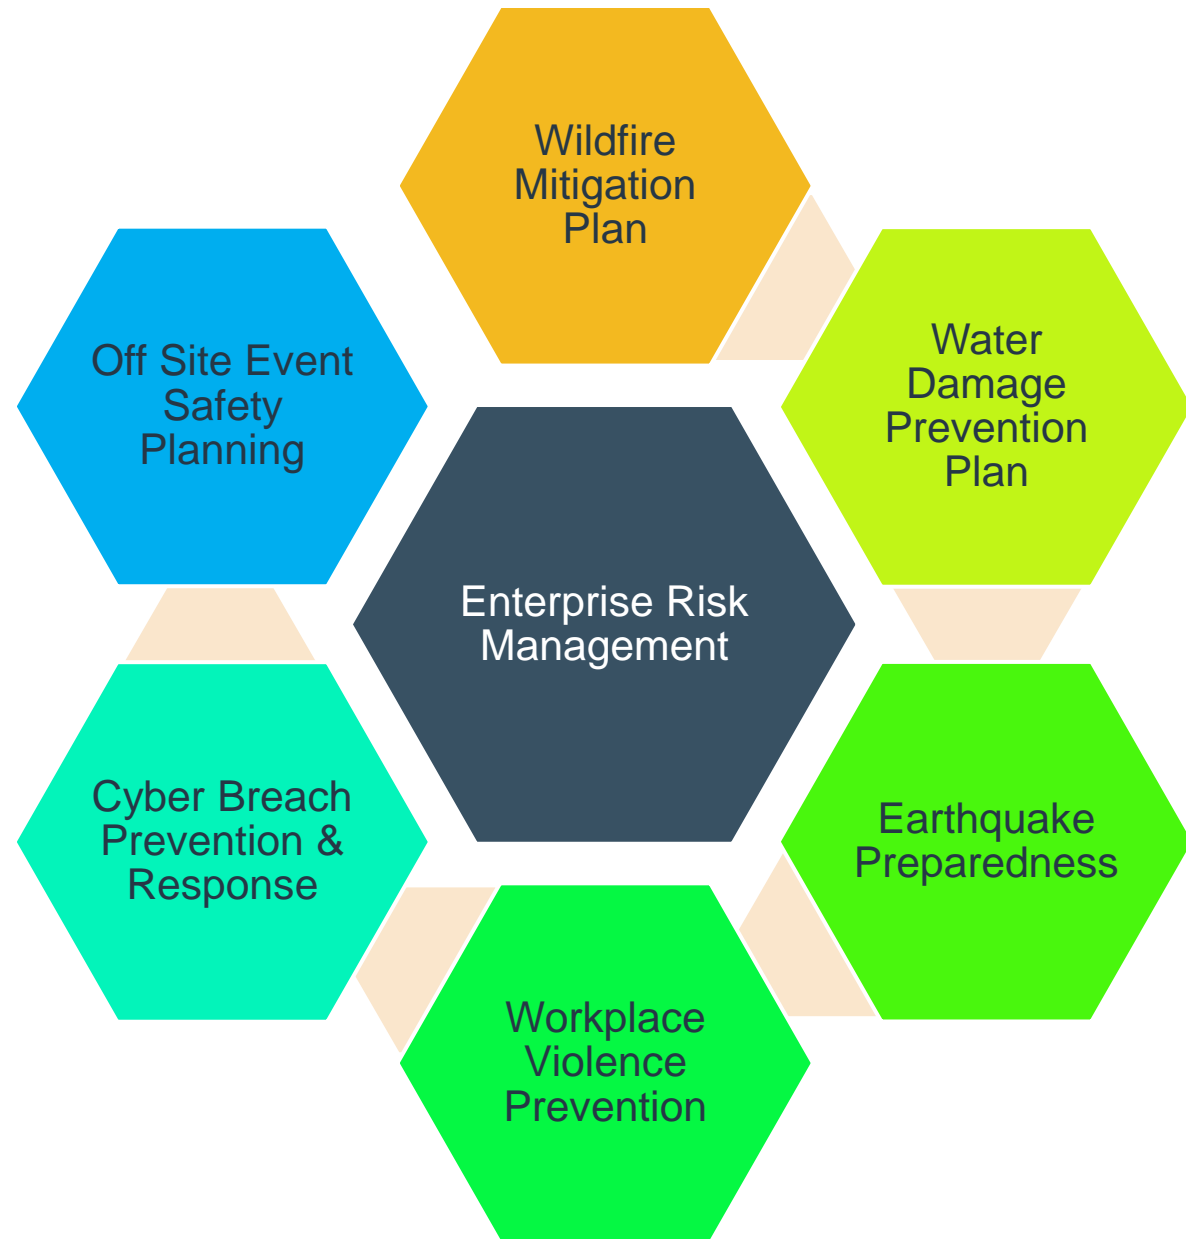 Wildfire
Mitigation
Plan
Water
Damage
Prevention
Plan
Off Site Event
Safety
Planning
Enterprise Risk
Management
Earthquake
Preparedness
Cyber Breach
Prevention &
Response
Workplace
Violence
Prevention